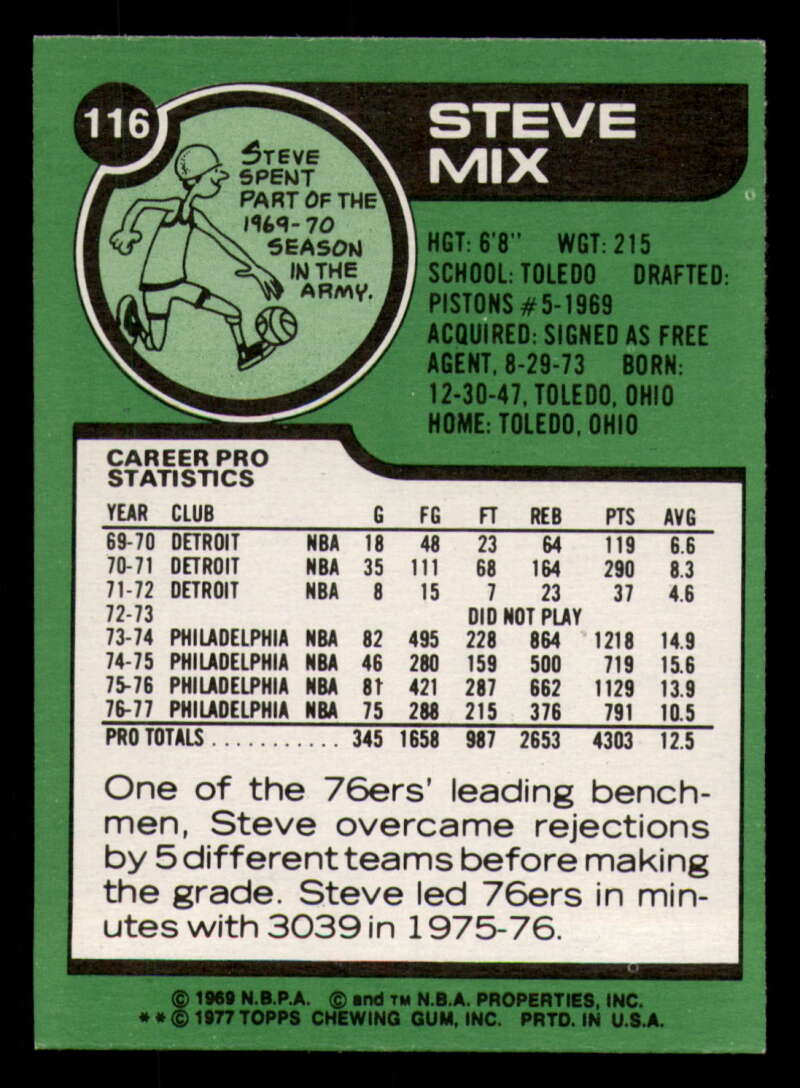 116
STEVE
MIX
STEVE
SPENT
PART OF THE
1969-70
SEASON
IN THE
ARMY.
HGT: 6'8" WGT: 215
SCHOOL: TOLEDO DRAFTED:
PISTONS #5-1969
ACQUIRED: SIGNED AS FREE
AGENT, 8-29-73 BORN:
12-30-47, TOLEDO, OHIO
HOME: TOLEDO, OHIO
CAREER PRO
STATISTICS
YEAR CLUB G FG FT REB PTS AVG
69-70 DETROIT NBA 18 48 23 64 119 6.6
70-71 DETROIT NBA 35 111 68 164 290 8.3
71-72 DETROIT NBA 8 15 7 23 37 4.6
72-73 DID NOT PLAY
73-74 PHILADELPHIA NBA 82 495 228 864 1218 14.9
74-75 PHILADELPHIA NBA 46 280 159 500 719 15.6
75-76 PHILADELPHIA NBA 81 421 287 662 1129 13.9
76-77 PHILADELPHIA NBA 75 288 215 376 791 10.5
PRO TOTALS ........... 345 1658 987 2653 4303 12.5
One of the 76ers' leading bench-
men, Steve overcame rejections
by 5 different teams before making
the grade. Steve led 76ers in min-
utes with 3039 in 1975-76.
© 1969 N.B.P.A. © and TM N.B.A. PROPERTIES, INC.
** © 1977 TOPPS CHEWING GUM, INC. PRTD. IN U.S.A.